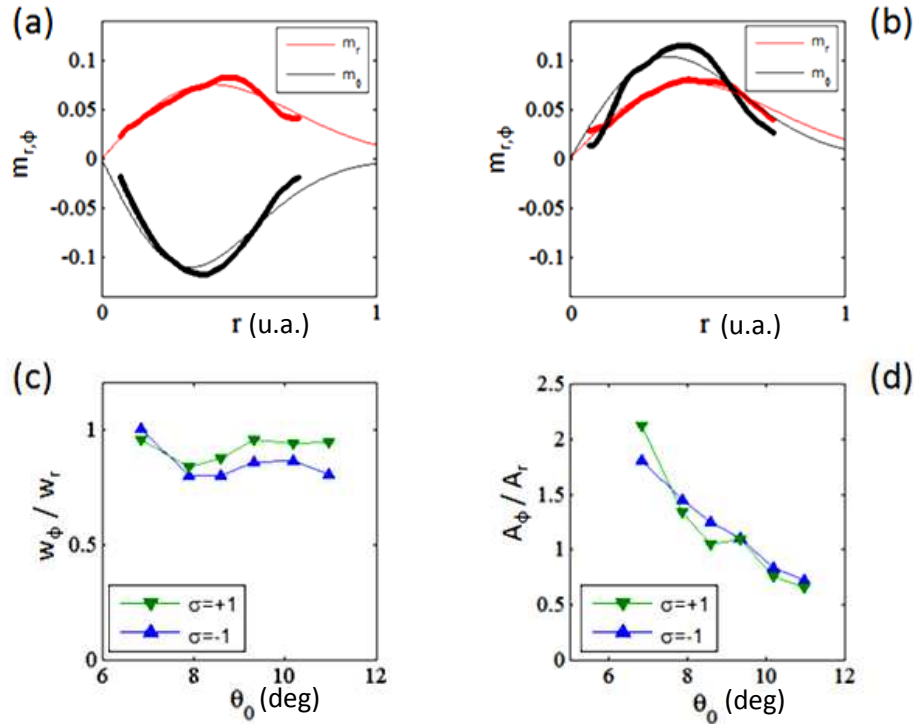 (a)
m_r
m_ϕ
0.1
0.05
0
-0.05
-0.1
m_r,ϕ
0
1
r (u.a.)
(b)
m_r
m_ϕ
0.1
0.05
0
-0.05
-0.1
m_r,ϕ
0
1
r (u.a.)
(c)
1
0.5
0
w_ϕ / w_r
σ=+1
σ=-1
6 8 10 12
θ_0 (deg)
(d)
2.5
2
1.5
1
0.5
0
A_ϕ / A_r
σ=+1
σ=-1
6 8 10 12
θ_0 (deg)